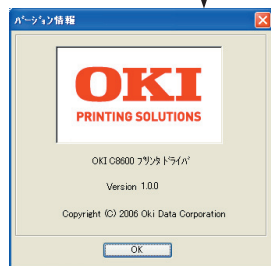 バージョン情報
OKI
PRINTING SOLUTIONS
OKI C8600 プリンタドライバ
Version 1.0.0
Copyright (C) 2006 Oki Data Corporation
OK